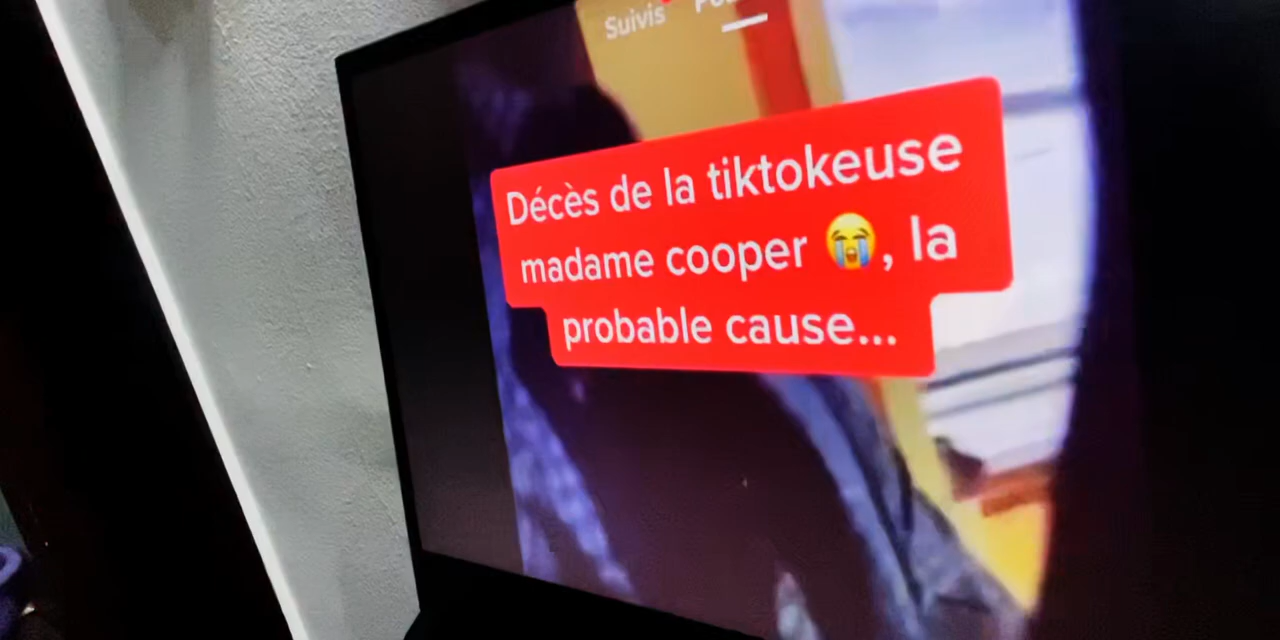 Suivis
Décès de la tiktokeuse
madame cooper 😭, la
probable cause...